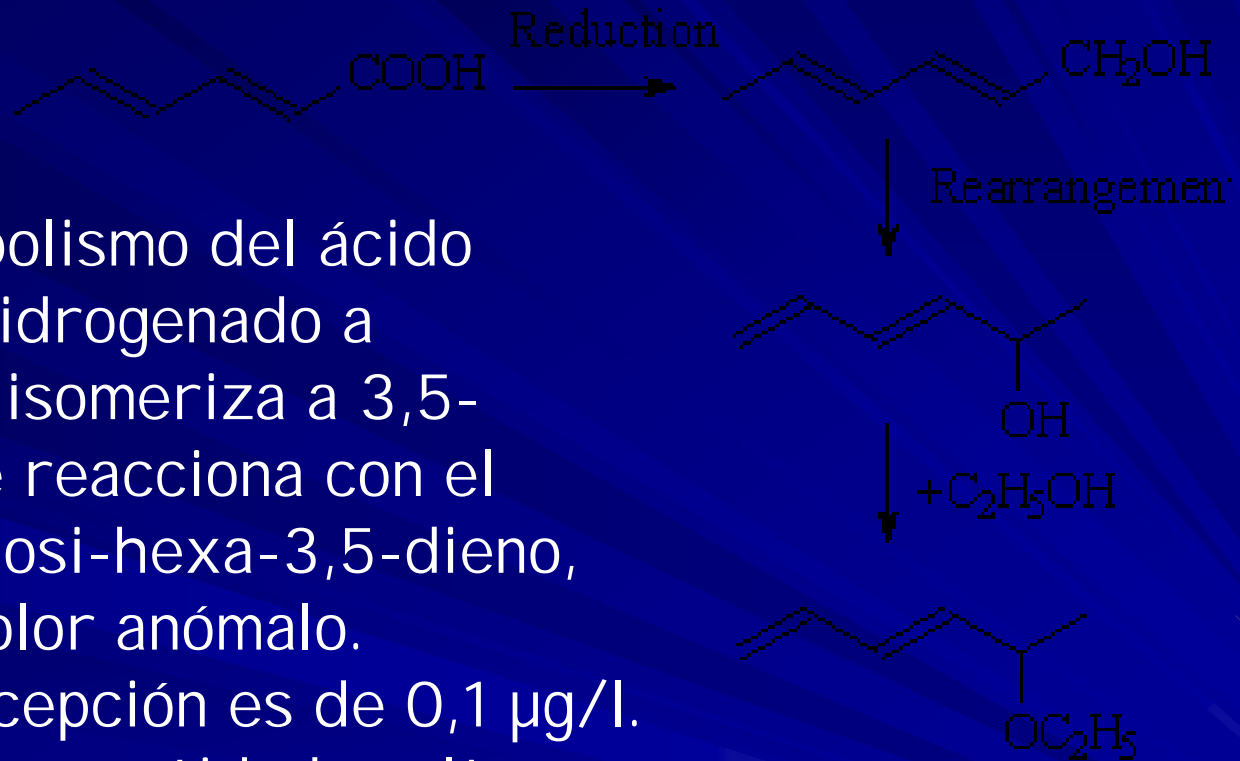 Reduction
COOH
CH₂OH
Rearrangemen
OH
+C₂H₅OH
OC₂H₅
bolismo del ácido
idrogenado a
isomeriza a 3,5-
e reacciona con el
osi-hexa-3,5-dieno,
olor anómalo.
cepción es de 0,1 µg/l.